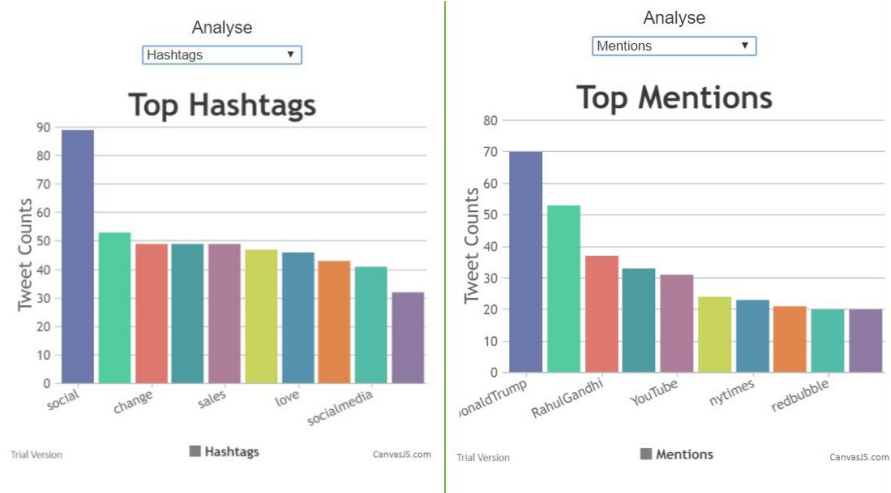 Analyse
Hashtags
Top Hashtags
Tweet Counts
90
80
70
60
50
40
30
20
10
0
social
change
sales
love
socialmedia
Hashtags
Trial Version
CanvasJS.com
Analyse
Mentions
Top Mentions
Tweet Counts
80
70
60
50
40
30
20
10
0
onaldTrump
RahulGandhi
YouTube
nytimes
redbubble
Mentions
Trial Version
CanvasJS.com